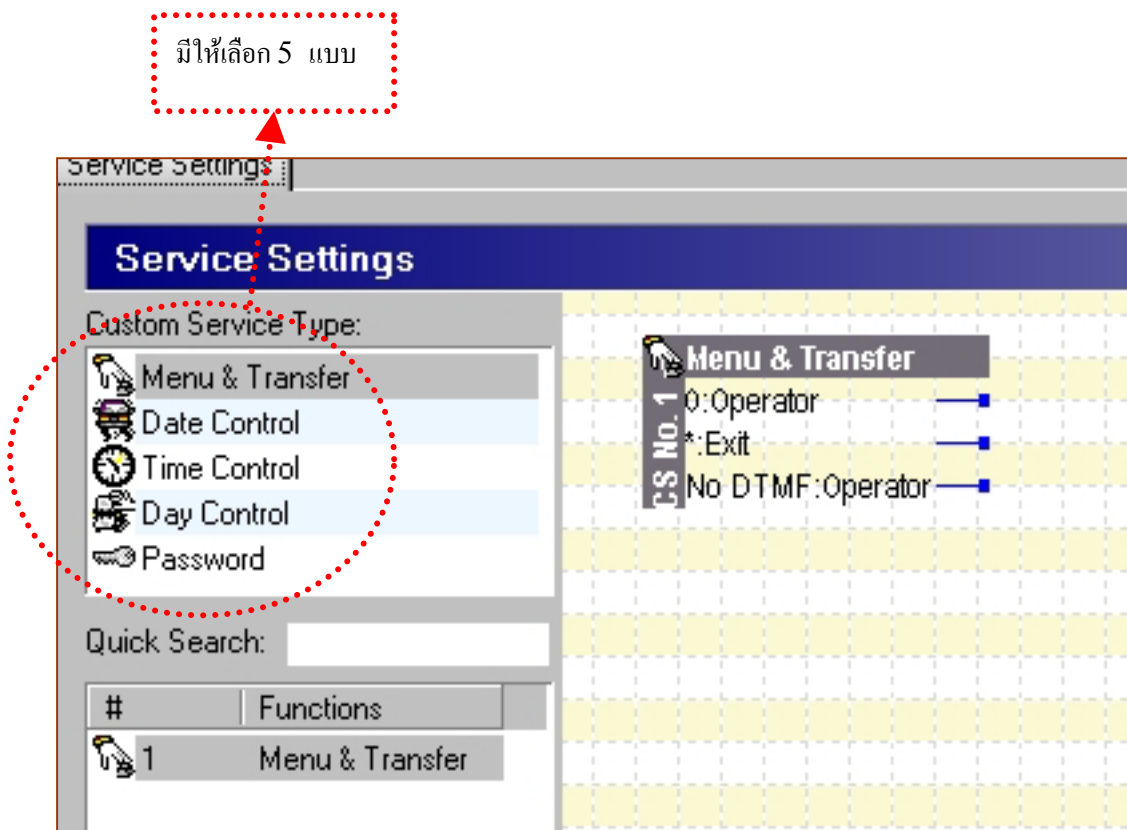 มีให้เลือก 5 แบบ
Service Settings
Service Settings
Custom Service Type:
Menu & Transfer
Date Control
Time Control
Day Control
Password
Quick Search:
# Functions
1 Menu & Transfer
CS No. 1
Menu & Transfer
0:Operator
*:Exit
No DTMF:Operator